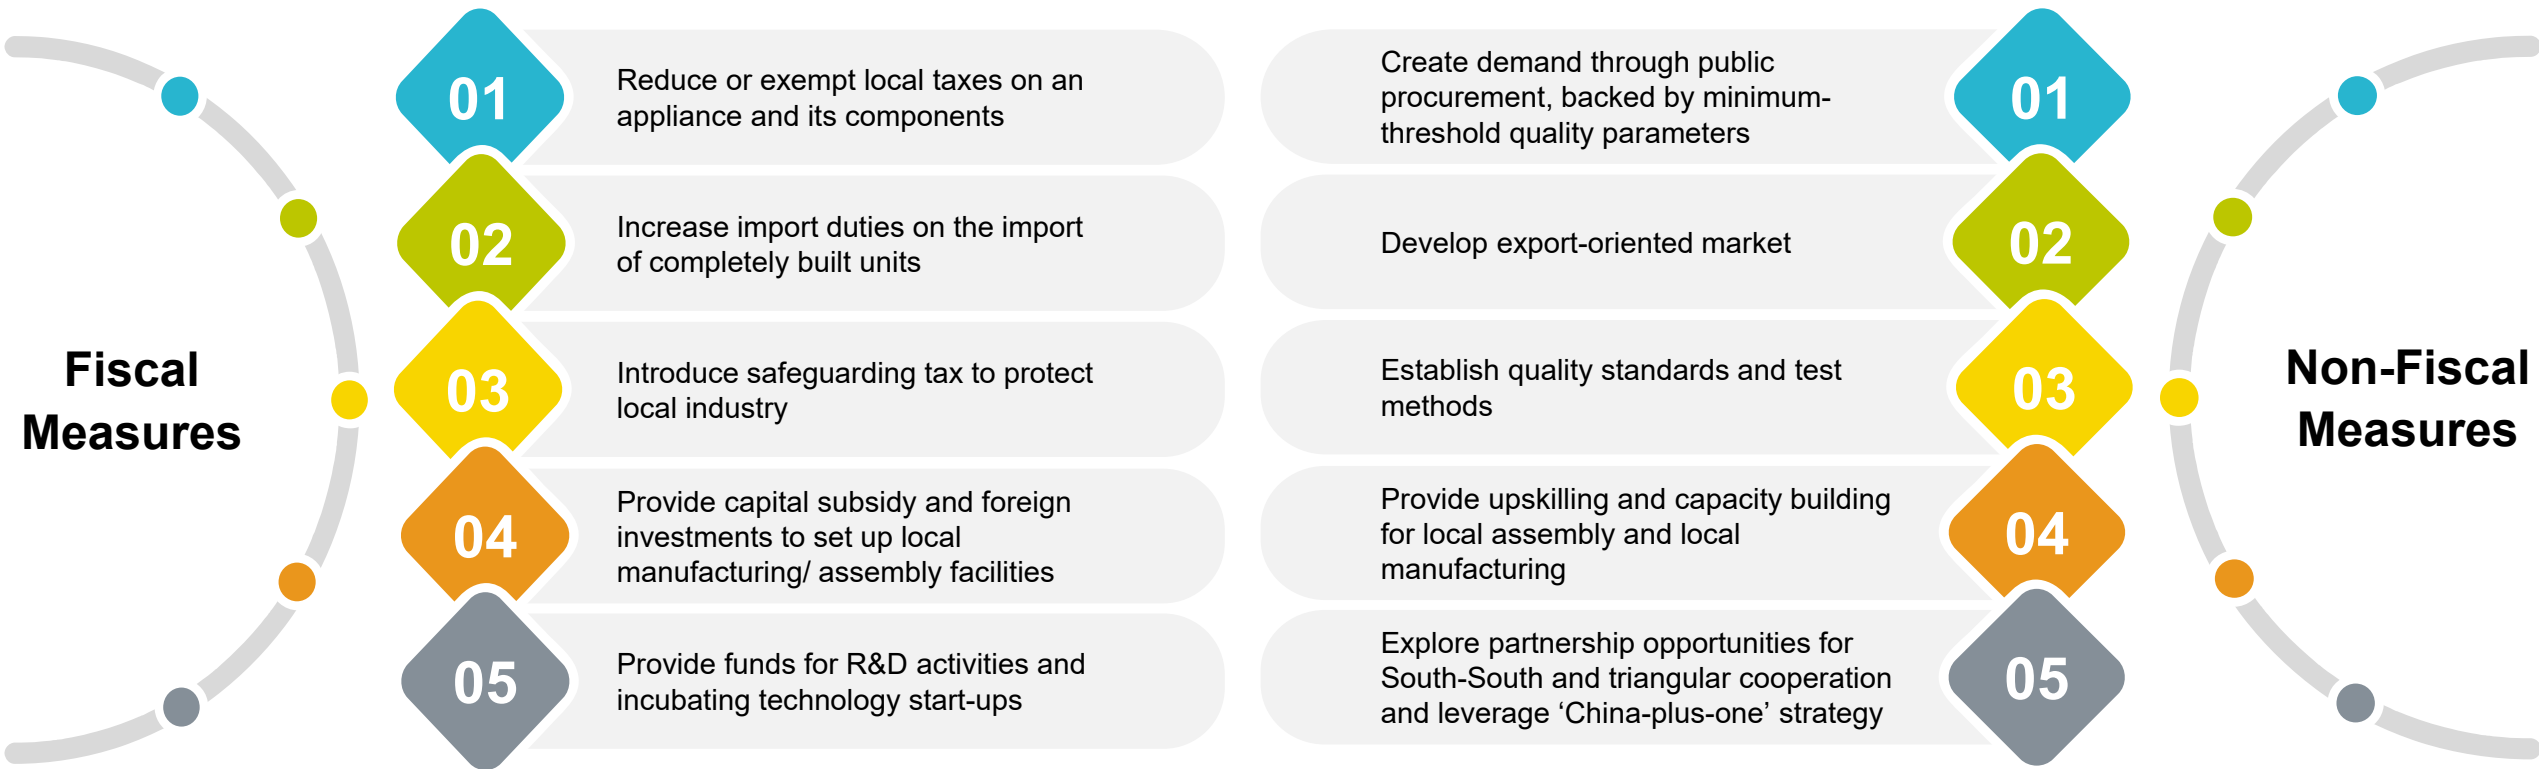 Fiscal
Measures
01
Reduce or exempt local taxes on an
appliance and its components
02
Increase import duties on the import
of completely built units
03
Introduce safeguarding tax to protect
local industry
04
Provide capital subsidy and foreign
investments to set up local
manufacturing/ assembly facilities
05
Provide funds for R&D activities and
incubating technology start-ups
Non-Fiscal
Measures
01
Create demand through public
procurement, backed by minimum-
threshold quality parameters
02
Develop export-oriented market
03
Establish quality standards and test
methods
04
Provide upskilling and capacity building
for local assembly and local
manufacturing
05
Explore partnership opportunities for
South-South and triangular cooperation
and leverage ‘China-plus-one’ strategy